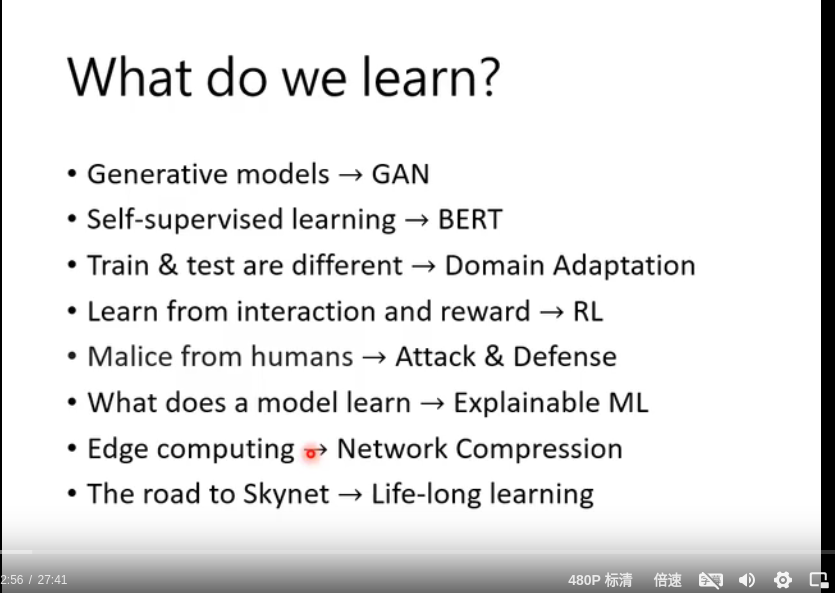 What do we learn?
• Generative models → GAN
• Self-supervised learning → BERT
• Train & test are different → Domain Adaptation
• Learn from interaction and reward → RL
• Malice from humans → Attack & Defense
• What does a model learn → Explainable ML
• Edge computing → Network Compression
• The road to Skynet → Life-long learning
2:56 / 27:41 480P 标清 倍速 字幕